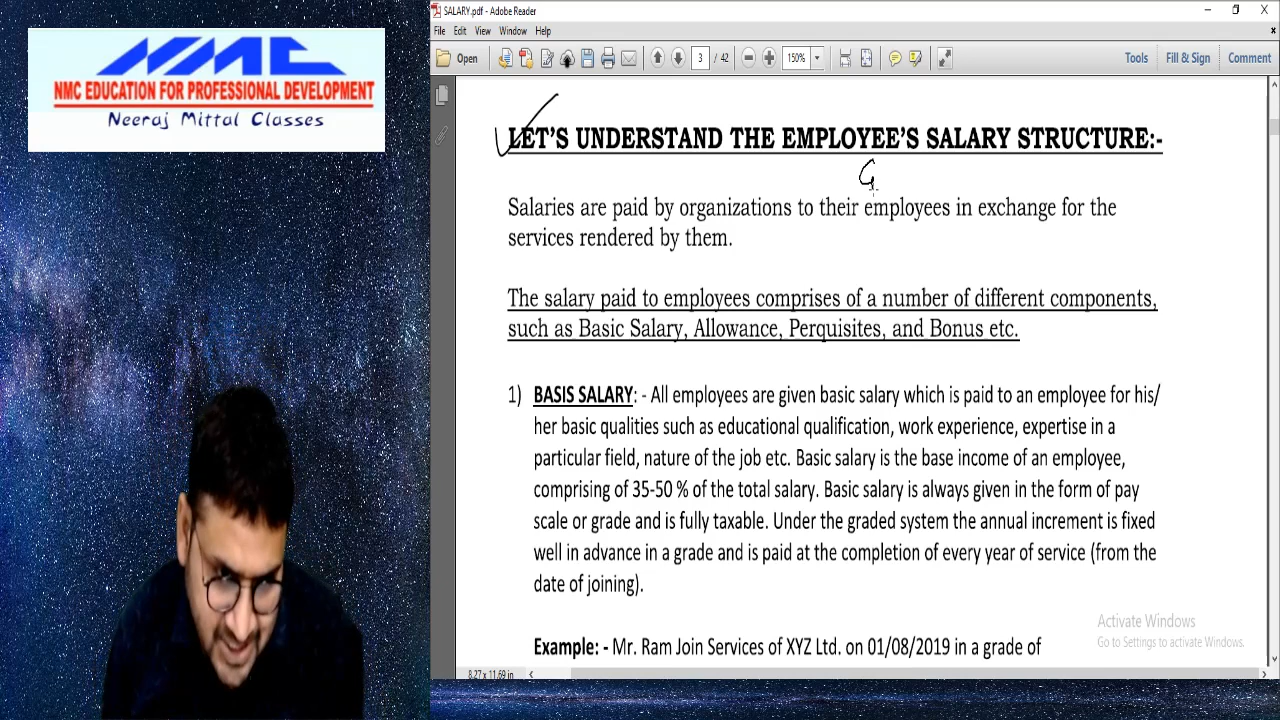 NMC
NMC EDUCATION FOR PROFESSIONAL DEVELOPMENT
Neeraj Mittal Classes
SALARY.pdf - Adobe Reader
File Edit View Window Help
Open 3 / 42 150% Tools Fill & Sign Comment
LET'S UNDERSTAND THE EMPLOYEE'S SALARY STRUCTURE:-
Salaries are paid by organizations to their employees in exchange for the
services rendered by them.
The salary paid to employees comprises of a number of different components,
such as Basic Salary, Allowance, Perquisites, and Bonus etc.
1) BASIS SALARY: - All employees are given basic salary which is paid to an employee for his/
her basic qualities such as educational qualification, work experience, expertise in a
particular field, nature of the job etc. Basic salary is the base income of an employee,
comprising of 35-50 % of the total salary. Basic salary is always given in the form of pay
scale or grade and is fully taxable. Under the graded system the annual increment is fixed
well in advance in a grade and is paid at the completion of every year of service (from the
date of joining).
Example: - Mr. Ram Join Services of XYZ Ltd. on 01/08/2019 in a grade of
Activate Windows
Go to Settings to activate Windows.
8.27 x 11.69 in